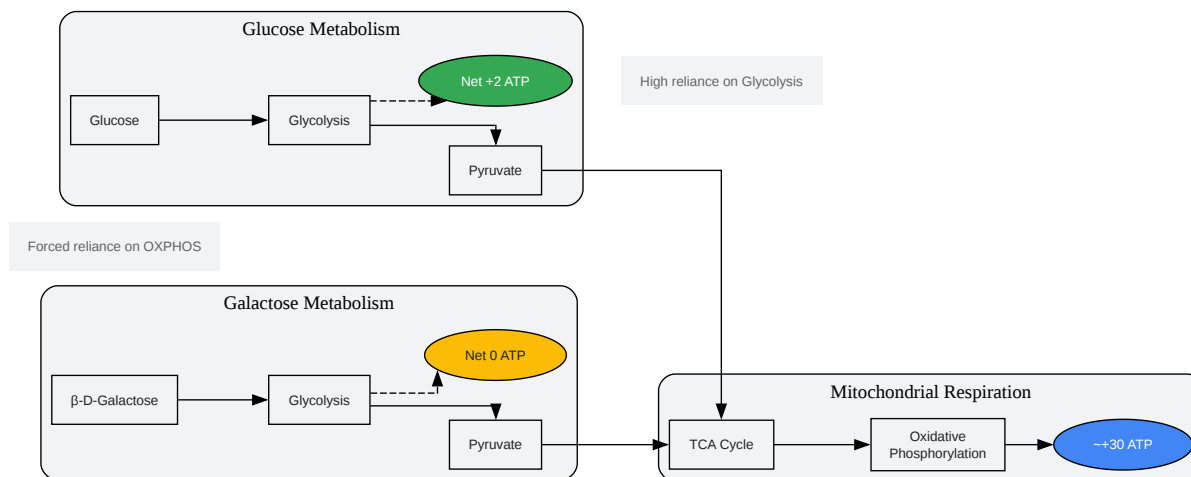 Glucose Metabolism
Net +2 ATP
High reliance on Glycolysis
Glucose
Glycolysis
Pyruvate
Forced reliance on OXPHOS
Galactose Metabolism
Net 0 ATP
β-D-Galactose
Glycolysis
Pyruvate
Mitochondrial Respiration
TCA Cycle
Oxidative
Phosphorylation
~+30 ATP